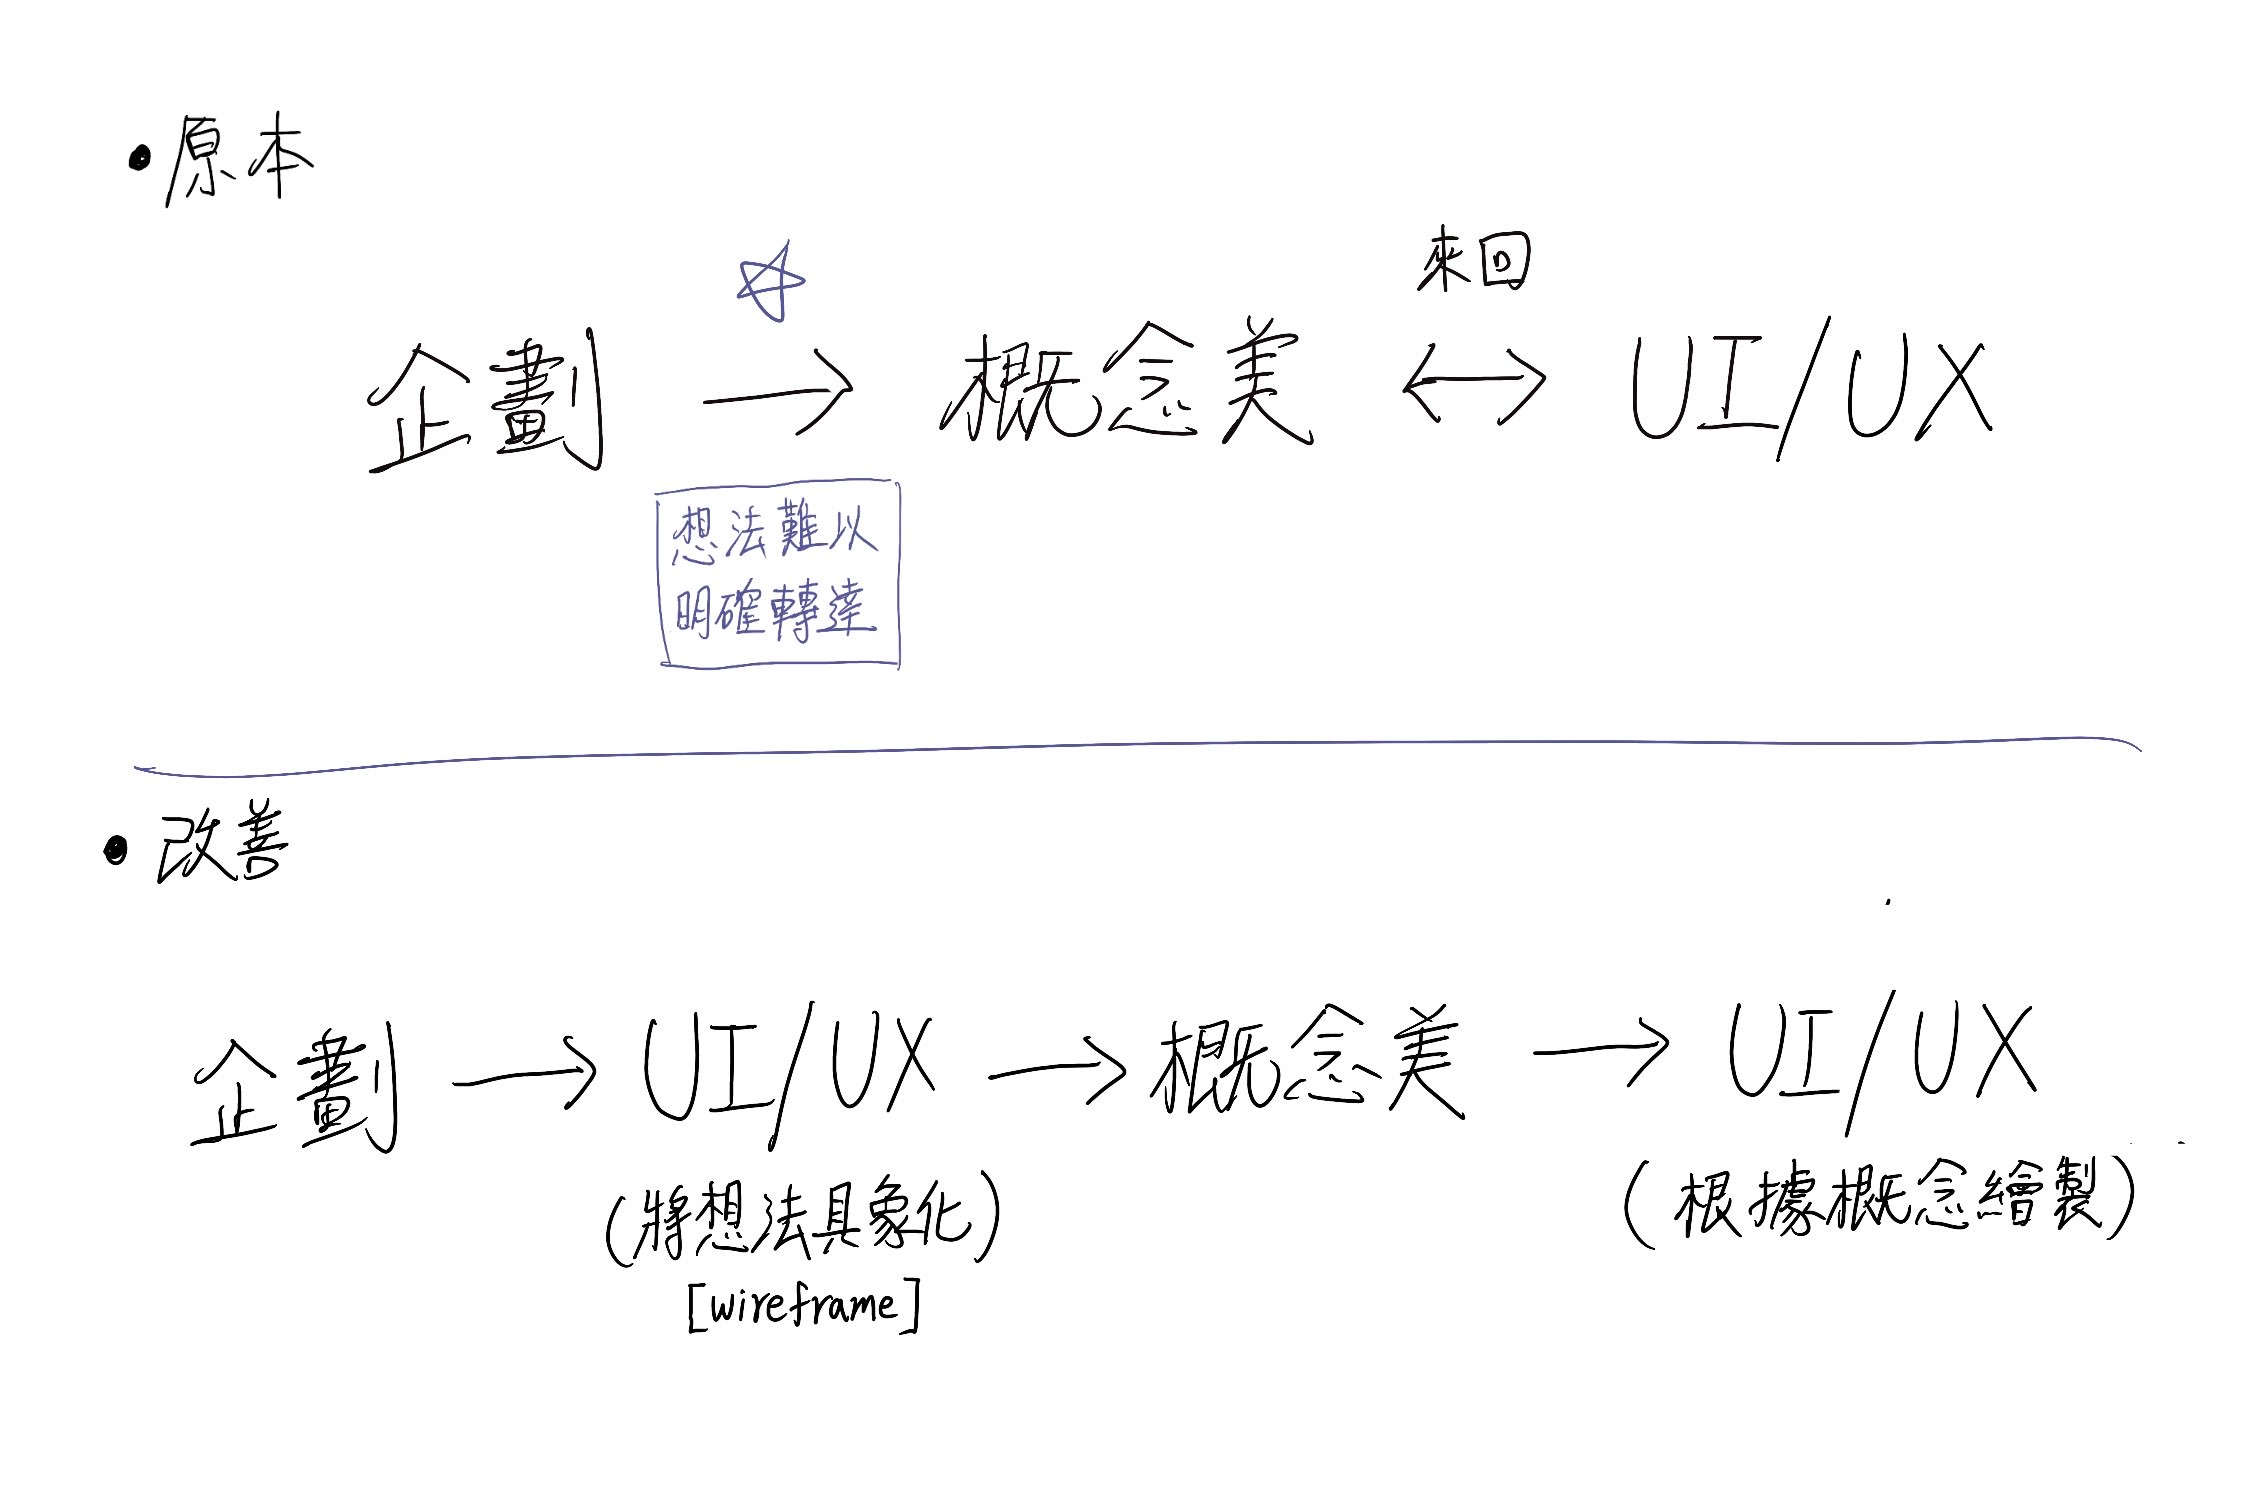 • 原本
來回
企劃 → 概念美 ↔ UI/UX
想法難以
明確轉達
• 改善
企劃 → UI/UX → 概念美 → UI/UX
(將想法具象化) (根據概念繪製)
[wireframe]